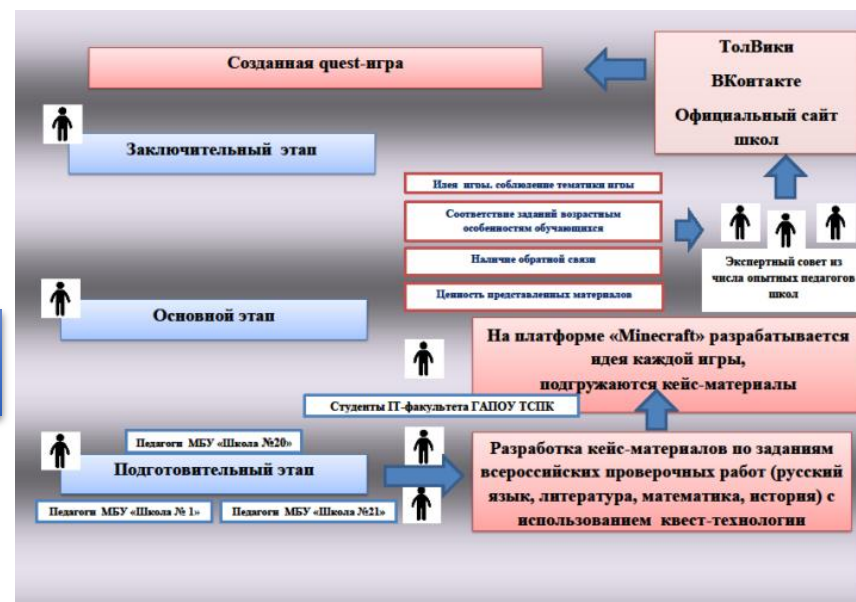 Созданная quest-игра
ТолВики
ВКонтакте
Официальный сайт
школ
Заключительный этап
Идея игры, соблюдение тематики игры
Соответствие заданий возрастным
особенностям обучающихся
Наличие обратной связи
Ценность представленных материалов
Экспертный совет из
числа опытных педагогов
школ
Основной этап
На платформе «Minecraft» разрабатывается
идея каждой игры,
подгружаются кейс-материалы
Студенты IT-факультета ГАПОУ ТСПК
Педагоги МБУ «Школа №20»
Подготовительный этап
Педагоги МБУ «Школа № 1»
Педагоги МБУ «Школа №21»
Разработка кейс-материалов по заданиям
всероссийских проверочных работ (русский
язык, литература, математика, история) с
использованием квест-технологии